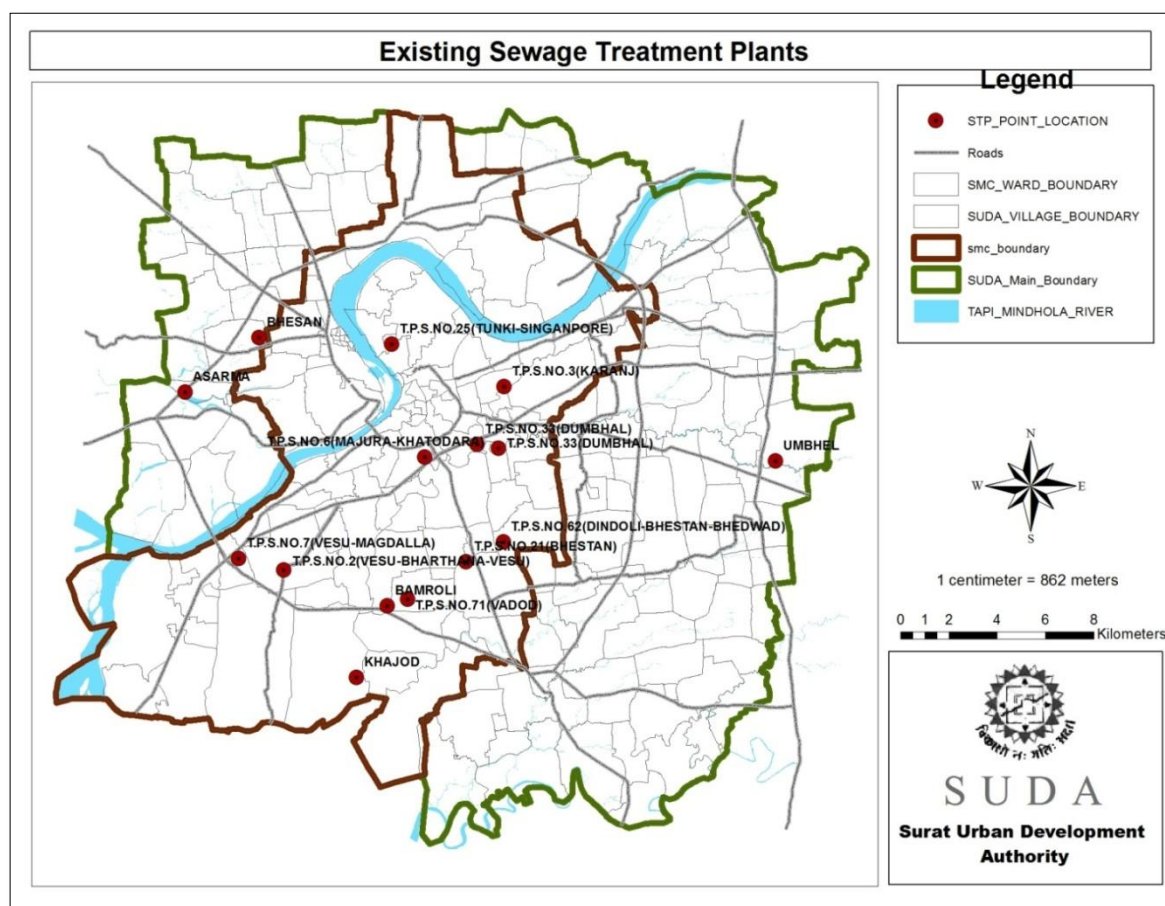 Existing Sewage Treatment Plants
Legend
STP_POINT_LOCATION
Roads
SMC_WARD_BOUNDARY
SUDA_VILLAGE_BOUNDARY
smc_boundary
SUDA_Main_Boundary
TAPI_MINDHOLA_RIVER
BHESAN
T.P.S.NO.25(TUNKI-SINGANPORE)
ASARMA
T.P.S.NO.3(KARANJ)
T.P.S.NO.33(DUMBHAL)
T.P.S.NO.6(MAJURA-KHATODARA)
T.P.S.NO.33(DUMBHAL)
UMBHEL
T.P.S.NO.62(DINDOLI-BHESTAN-BHEDWAD)
T.P.S.NO.7(VESU-MAGDALLA)
T.P.S.NO.21(BHESTAN)
T.P.S.NO.2(VESU-BHARTHANA-VESU)
BAMROLI
T.P.S.NO.71(VADOD)
KHAJOD
N
W E
S
1 centimeter = 862 meters
0 1 2 4 6 8
Kilometers
SUDA
Surat Urban Development
Authority